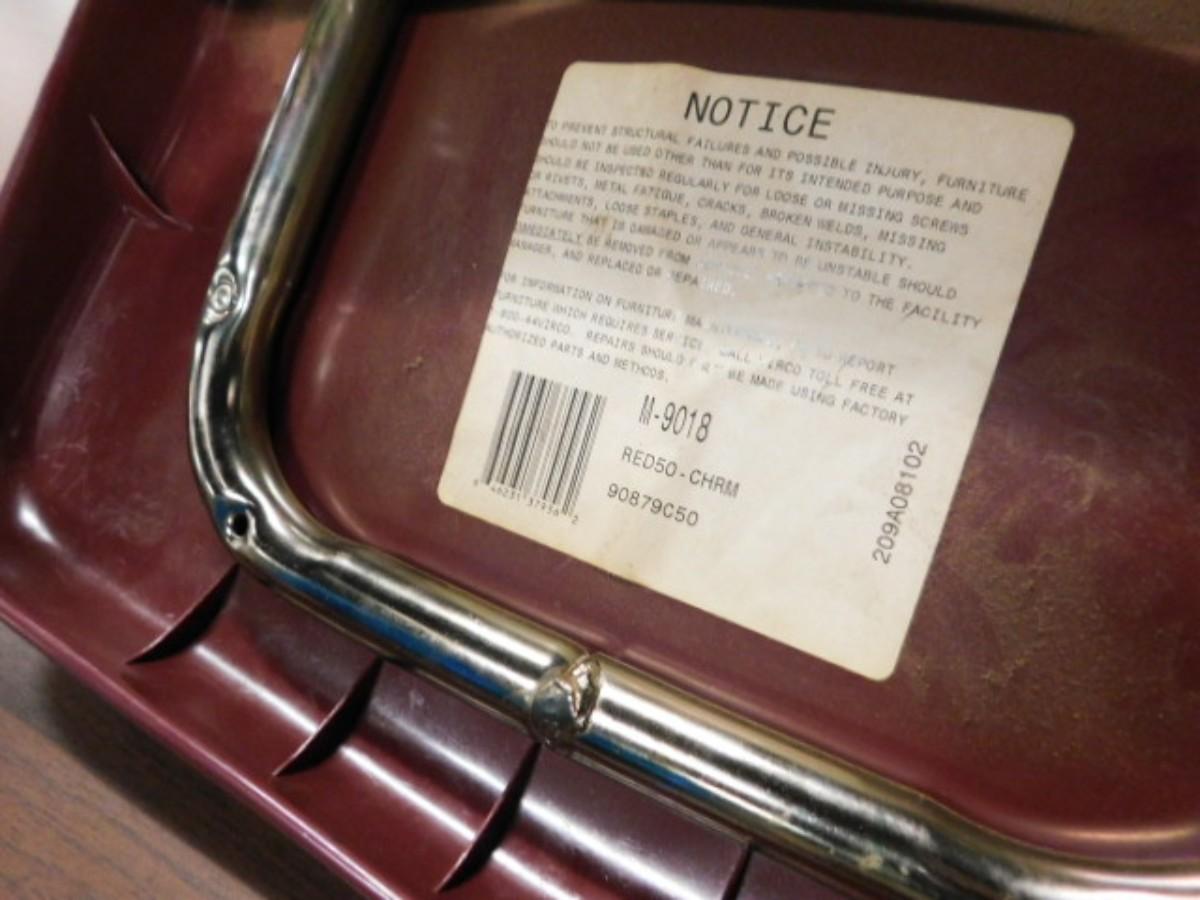 NOTICE
TO PREVENT STRUCTURAL FAILURES AND POSSIBLE INJURY, FURNITURE
SHOULD NOT BE USED OTHER THAN FOR ITS INTENDED PURPOSE AND
SHOULD BE INSPECTED REGULARLY FOR LOOSE OR MISSING SCREWS
OR RIVETS, METAL FATIGUE, CRACKS, BROKEN WELDS, MISSING
ATTACHMENTS, LOOSE STAPLES, AND GENERAL INSTABILITY.
FURNITURE THAT IS DAMAGED OR APPEARS TO BE UNSTABLE SHOULD
IMMEDIATELY BE REMOVED FROM TO THE FACILITY
MANAGER, AND REPLACED OR REPAIRED.
FOR INFORMATION ON FURNITURE REPORT
FURNITURE WHICH REQUIRES SERVICE CALL VIRCO TOLL FREE AT
800-44VIRCO. REPAIRS SHOULD BE MADE USING FACTORY
AUTHORIZED PARTS AND METHODS.
M-9018
RED50-CHRM
90879C50
209A08102